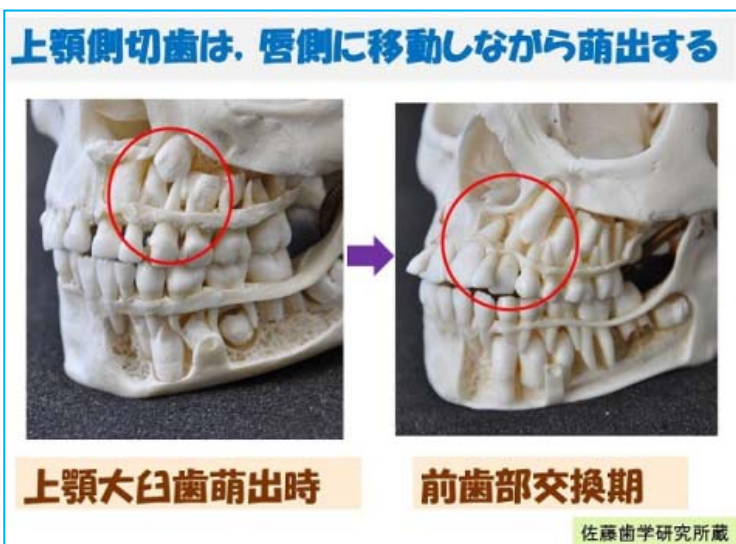 上顎側切歯は，唇側に移動しながら萌出する
上顎大臼歯萌出時
前歯部交換期
佐藤歯学研究所蔵